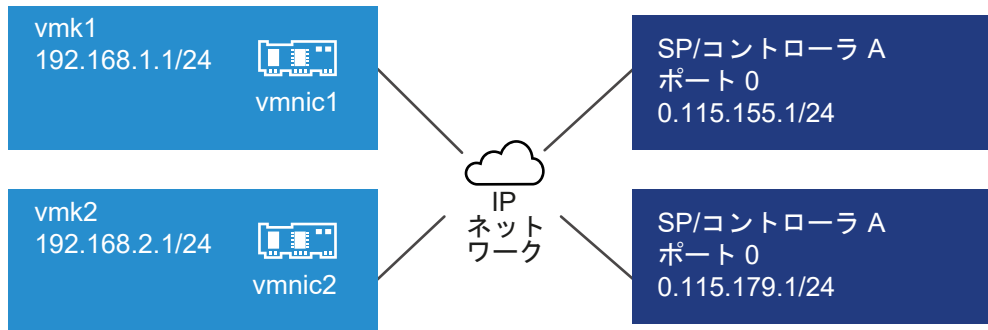 vmk1
192.168.1.1/24
vmnic1
SP/コントローラ A
ポート 0
0.115.155.1/24
IP
ネット
ワーク
vmk2
192.168.2.1/24
vmnic2
SP/コントローラ A
ポート 0
0.115.179.1/24